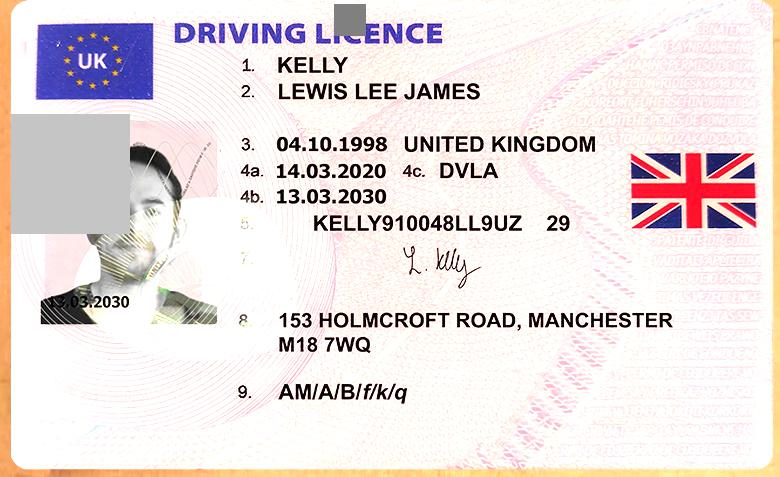 DRIVING LICENCE
UK
1. KELLY
2. LEWIS LEE JAMES
3. 04.10.1998 UNITED KINGDOM
4a. 14.03.2020 4c. DVLA
4b. 13.03.2030
5. KELLY910048LL9UZ 29
7. L. Kelly
13.03.2030
8. 153 HOLMCROFT ROAD, MANCHESTER
M18 7WQ
9. AM/A/B/f/k/q